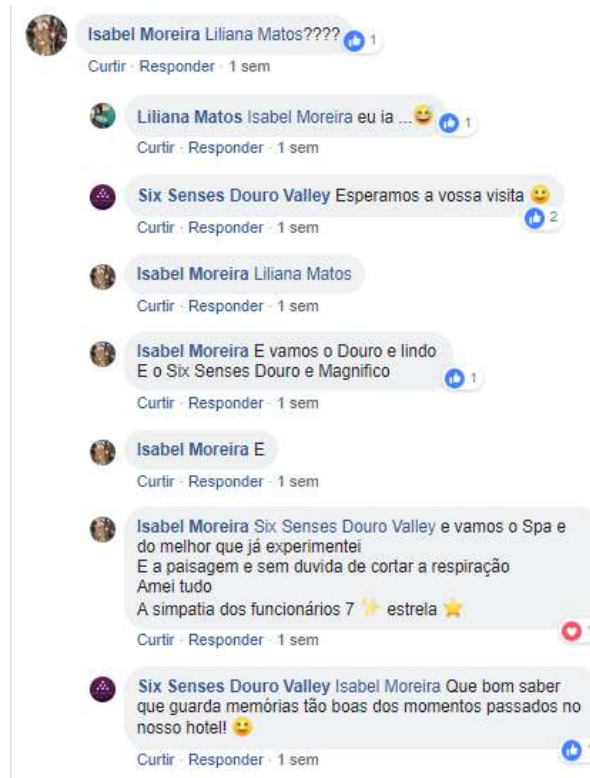 Isabel Moreira Liliana Matos???? 1
Curtir · Responder · 1 sem
Liliana Matos Isabel Moreira eu ia ...😅 1
Curtir · Responder · 1 sem
Six Senses Douro Valley Esperamos a vossa visita 😉
2
Curtir · Responder · 1 sem
Isabel Moreira Liliana Matos
Curtir · Responder · 1 sem
Isabel Moreira E vamos o Douro e lindo
E o Six Senses Douro e Magnifico 1
Curtir · Responder · 1 sem
Isabel Moreira E
Curtir · Responder · 1 sem
Isabel Moreira Six Senses Douro Valley e vamos o Spa e
do melhor que já experimentei
E a paisagem e sem duvida de cortar a respiração
Amei tudo
A simpatia dos funcionários 7 ✨ estrela ⭐
Curtir · Responder · 1 sem
Six Senses Douro Valley Isabel Moreira Que bom saber
que guarda memórias tão boas dos momentos passados no
nosso hotel! 😉
Curtir · Responder · 1 sem